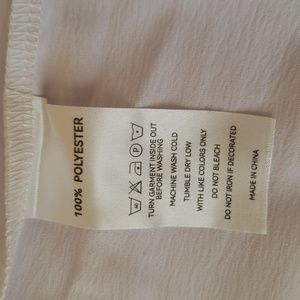 100% POLYESTER
40 P
TURN GARMENT INSIDE OUT
BEFORE WASHING
MACHINE WASH COLD
TUMBLE DRY LOW
WITH LIKE COLORS ONLY
DO NOT BLEACH
DO NOT IRON IF DECORATED
MADE IN CHINA